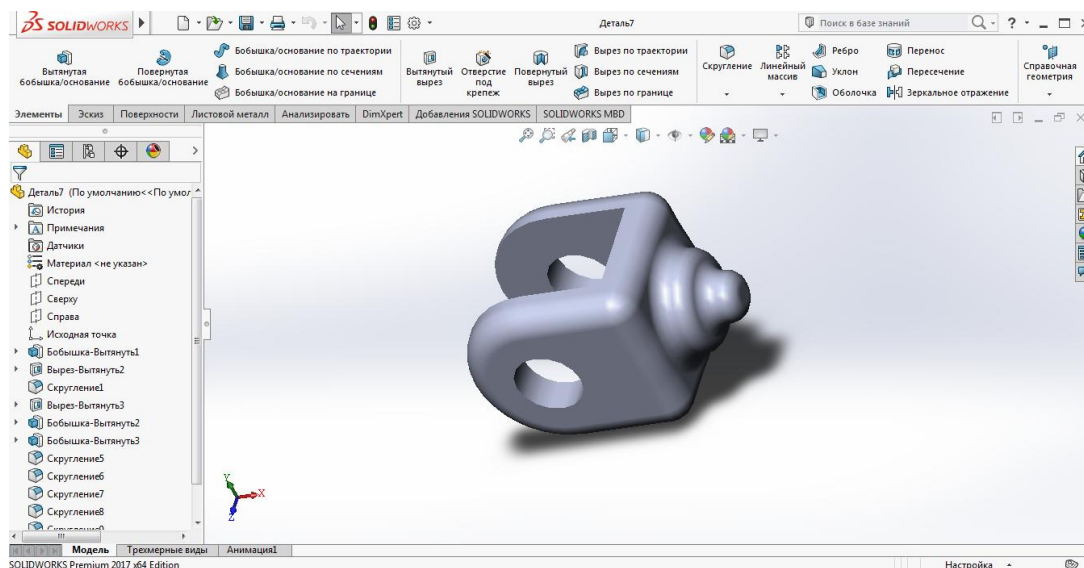 SOLIDWORKS
Деталь7
Поиск в базе знаний
Вытянутая бобышка/основание
Повернутая бобышка/основание
Бобышка/основание по траектории
Бобышка/основание по сечениям
Бобышка/основание на границе
Вытянутый вырез
Отверстие под крепеж
Повернутый вырез
Вырез по траектории
Вырез по сечениям
Вырез по границе
Скругление
Линейный массив
Ребро
Уклон
Оболочка
Перенос
Пересечение
Зеркальное отражение
Справочная геометрия
Элементы Эскиз Поверхности Листовой металл Анализировать DimXpert Добавления SOLIDWORKS SOLIDWORKS MBD
Деталь7 (По умолчанию<<По умол
История
Примечания
Датчики
Материал <не указан>
Спереди
Сверху
Справа
Исходная точка
Бобышка-Вытянуть1
Вырез-Вытянуть2
Скругление1
Вырез-Вытянуть3
Бобышка-Вытянуть2
Бобышка-Вытянуть3
Скругление5
Скругление6
Скругление7
Скругление8
Скругление9
Y
X
Z
Модель Трехмерные виды Анимация1
SOLIDWORKS Premium 2017 x64 Edition
Настройка